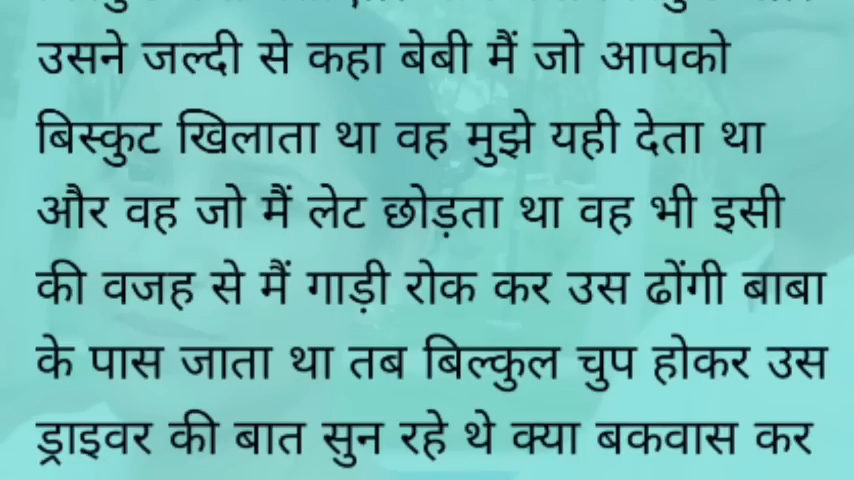 उसने जल्दी से कहा बेबी मैं जो आपको
बिस्कुट खिलाता था वह मुझे यही देता था
और वह जो मैं लेट छोड़ता था वह भी इसी
की वजह से मैं गाड़ी रोक कर उस ढोंगी बाबा
के पास जाता था तब बिल्कुल चुप होकर उस
ड्राइवर की बात सुन रहे थे क्या बकवास कर